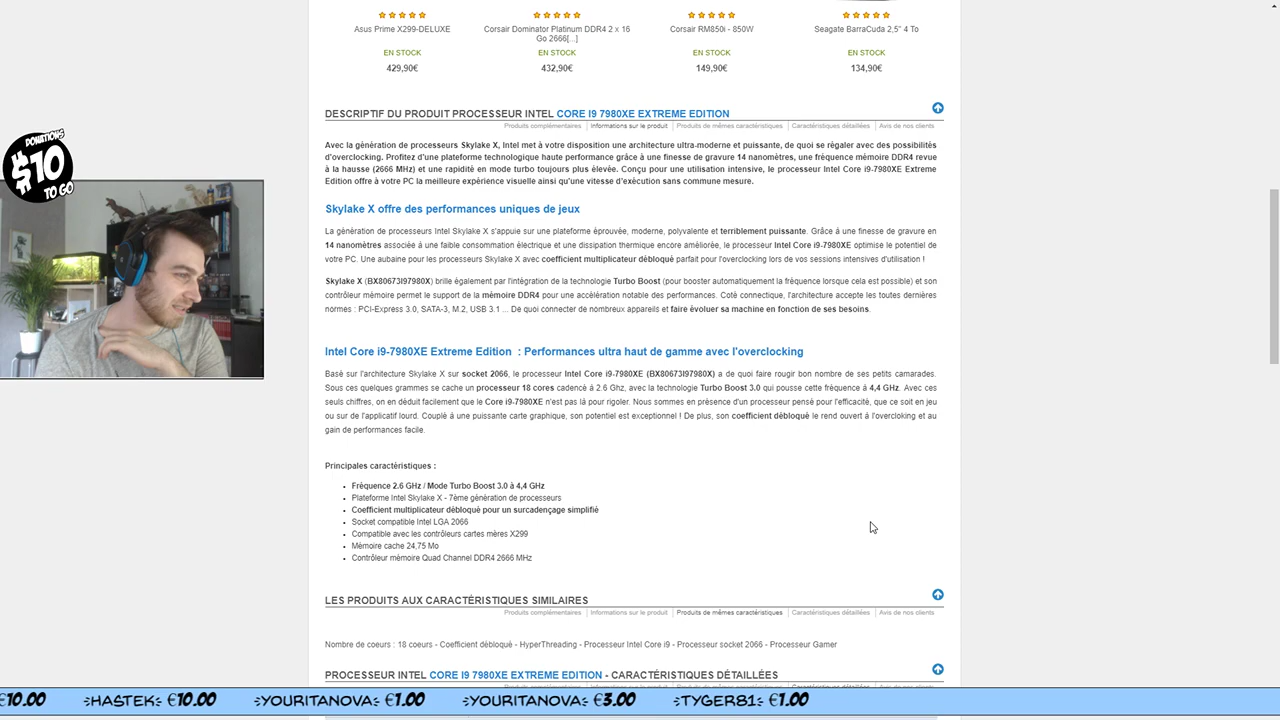 Asus Prime X299-DELUXE
Corsair Dominator Platinum DDR4 2 x 16
Go 2666[...]
Corsair RM850i - 850W
Seagate BarraCuda 2,5" 4 To
EN STOCK
EN STOCK
EN STOCK
EN STOCK
429,90€
432,90€
149,90€
134,90€
DESCRIPTIF DU PRODUIT PROCESSEUR INTEL CORE I9 7980XE EXTREME EDITION
Produits complémentaires | Informations sur le produit | Produits de mêmes caractéristiques | Caractéristiques détaillées | Avis de nos clients
Avec la génération de processeurs Skylake X, Intel met à votre disposition une architecture ultra-moderne et puissante, de quoi se régaler avec des possibilités
d'overclocking. Profitez d'une plateforme technologique haute performance grâce à une finesse de gravure 14 nanomètres, une fréquence mémoire DDR4 revue
à la hausse (2666 MHz) et une rapidité en mode turbo toujours plus élevée. Conçu pour une utilisation intensive, le processeur Intel Core i9-7980XE Extreme
Edition offre à votre PC la meilleure expérience visuelle ainsi qu'une vitesse d'exécution sans commune mesure.
DONATIONS
$10
TO GO
Skylake X offre des performances uniques de jeux
La génération de processeurs Intel Skylake X s'appuie sur une plateforme éprouvée, moderne, polyvalente et terriblement puissante. Grâce à une finesse de gravure en
14 nanomètres associée à une faible consommation électrique et une dissipation thermique encore améliorée, le processeur Intel Core i9-7980XE optimise le potentiel de
votre PC. Une aubaine pour les processeurs Skylake X avec coefficient multiplicateur débloqué parfait pour l'overclocking lors de vos sessions intensives d'utilisation !
Skylake X (BX80673I97980X) brille également par l'intégration de la technologie Turbo Boost (pour booster automatiquement la fréquence lorsque cela est possible) et son
contrôleur mémoire permet le support de la mémoire DDR4 pour une accélération notable des performances. Coté connectique, l'architecture accepte les toutes dernières
normes : PCI-Express 3.0, SATA-3, M.2, USB 3.1 ... De quoi connecter de nombreux appareils et faire évoluer sa machine en fonction de ses besoins.
Intel Core i9-7980XE Extreme Edition : Performances ultra haut de gamme avec l'overclocking
Basé sur l'architecture Skylake X sur socket 2066, le processeur Intel Core i9-7980XE (BX80673I97980X) a de quoi faire rougir bon nombre de ses petits camarades.
Sous ces quelques grammes se cache un processeur 18 cores cadencé à 2.6 Ghz, avec la technologie Turbo Boost 3.0 qui pousse cette fréquence à 4,4 GHz. Avec ces
seuls chiffres, on en déduit facilement que le Core i9-7980XE n'est pas là pour rigoler. Nous sommes en présence d'un processeur pensé pour l'efficacité, que ce soit en jeu
ou sur de l'applicatif lourd. Couplé à une puissante carte graphique, son potentiel est exceptionnel ! De plus, son coefficient débloqué le rend ouvert à l'overcloking et au
gain de performances facile.
Principales caractéristiques :
• Fréquence 2.6 GHz / Mode Turbo Boost 3.0 à 4,4 GHz
• Plateforme Intel Skylake X - 7ème génération de processeurs
• Coefficient multiplicateur débloqué pour un surcadençage simplifié
• Socket compatible Intel LGA 2066
• Compatible avec les contrôleurs cartes mères X299
• Mémoire cache 24,75 Mo
• Contrôleur mémoire Quad Channel DDR4 2666 MHz
LES PRODUITS AUX CARACTÉRISTIQUES SIMILAIRES
Produits complémentaires | Informations sur le produit | Produits de mêmes caractéristiques | Caractéristiques détaillées | Avis de nos clients
Nombre de coeurs : 18 coeurs - Coefficient débloqué - HyperThreading - Processeur Intel Core i9 - Processeur socket 2066 - Processeur Gamer
PROCESSEUR INTEL CORE I9 7980XE EXTREME EDITION - CARACTÉRISTIQUES DÉTAILLÉES
€10.00 HASTEK €10.00 YOURITANOVA €1.00 YOURITANOVA €3.00 TYGER81 €1.00